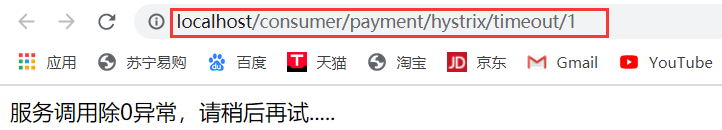 localhost/consumer/payment/hystrix/timeout/1
应用 苏宁易购 百度 T 天猫 淘宝 JD 京东 M Gmail YouTube
服务调用除0异常，请稍后再试.....